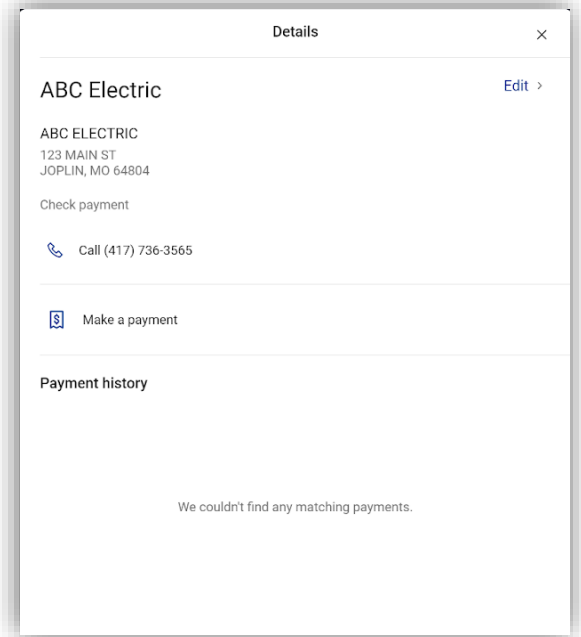 Details
ABC Electric
Edit
ABC ELECTRIC
123 MAIN ST
JOPLIN, MO 64804
Check payment
Call (417) 736-3565
Make a payment
Payment history
We couldn't find any matching payments.